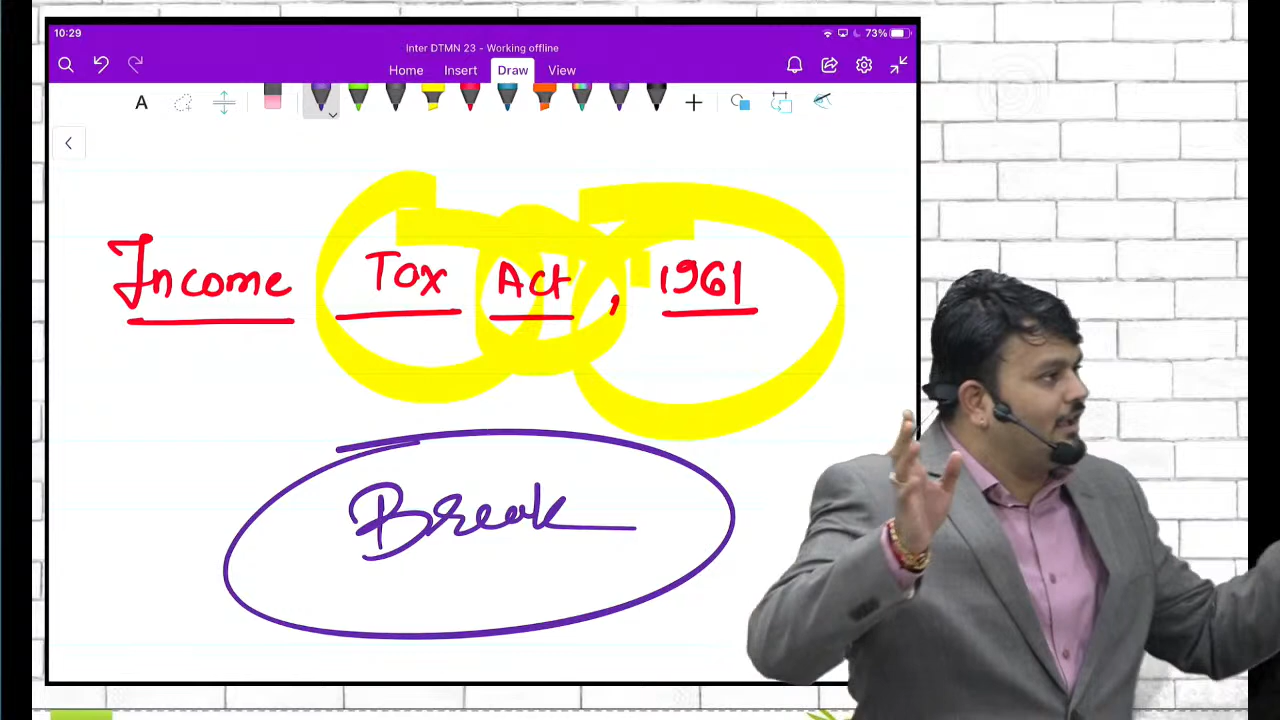 10:29
73%
Inter DTMN 23 - Working offline
Home Insert Draw View
A
Income Tax Act, 1961
Break